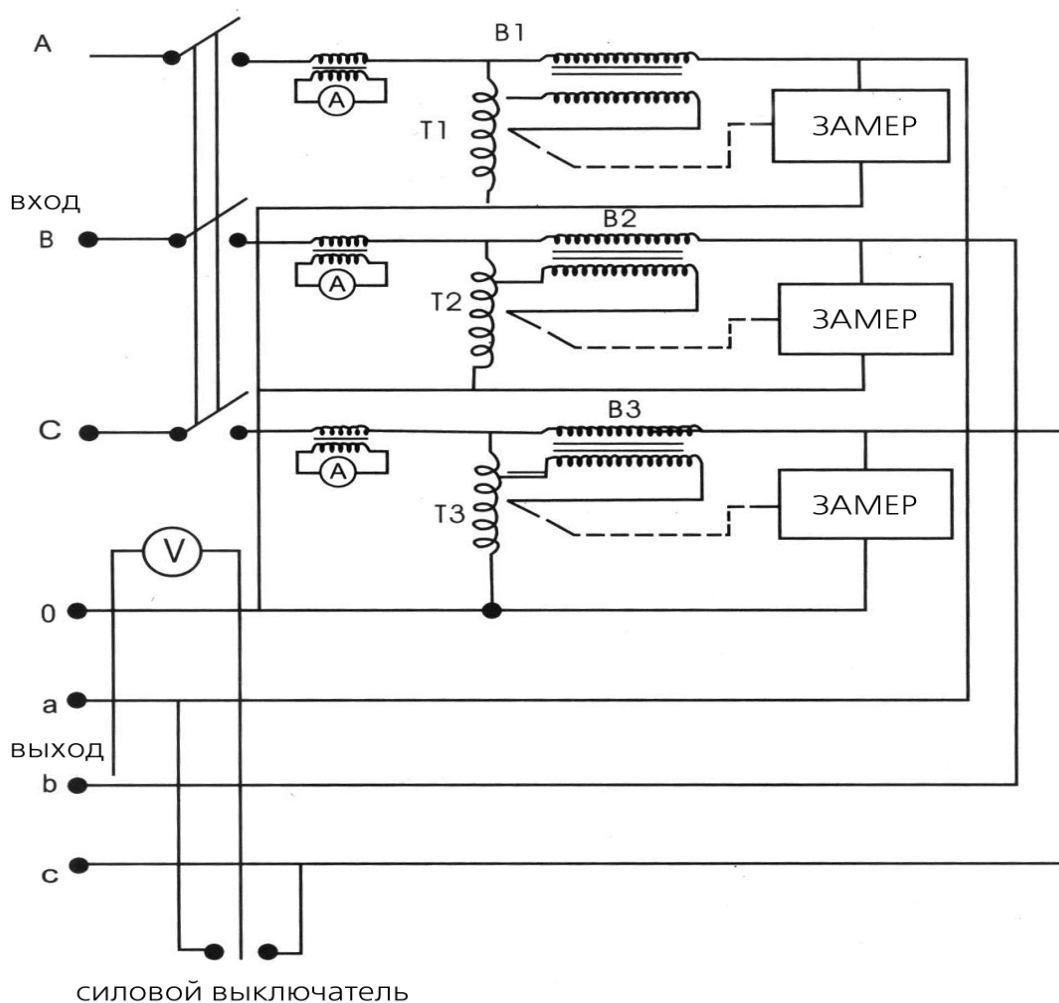 A
B1
A
T1
ЗАМЕР
вход
B
B2
A
T2
ЗАМЕР
C
B3
A
T3
ЗАМЕР
V
0
a
выход
b
c
силовой выключатель